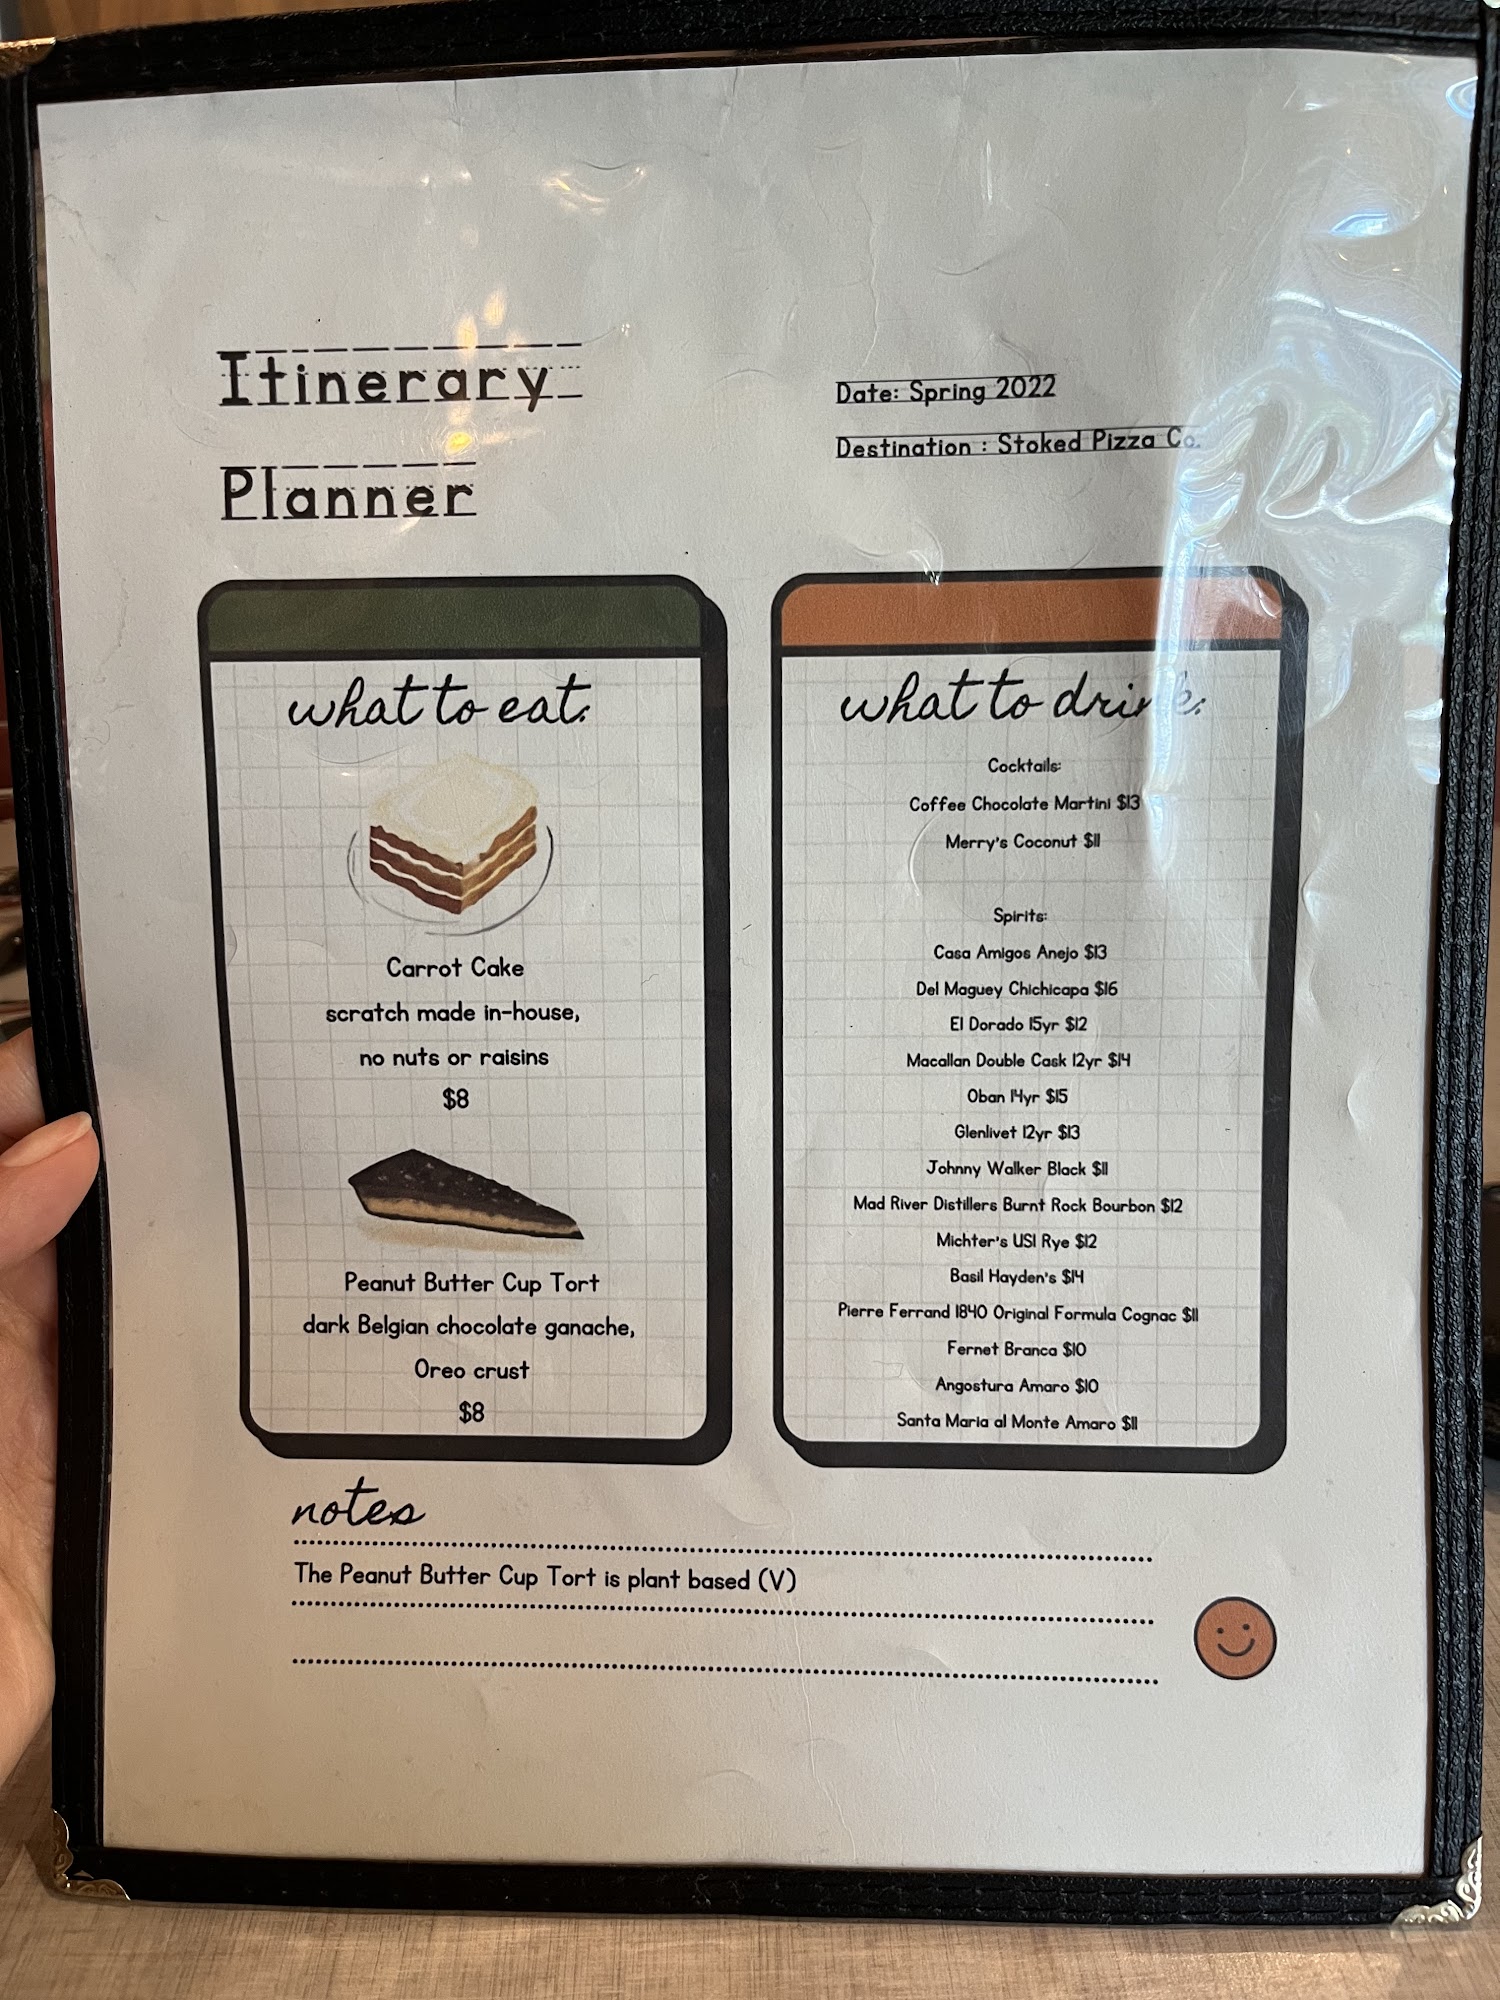 Itinerary
Planner
Date: Spring 2022
Destination : Stoked Pizza Co.
what to eat:
Carrot Cake
scratch made in-house,
no nuts or raisins
$8
Peanut Butter Cup Tort
dark Belgian chocolate ganache,
Oreo crust
$8
what to drink:
Cocktails:
Coffee Chocolate Martini $13
Merry's Coconut $11
Spirits:
Casa Amigos Anejo $13
Del Maguey Chichicapa $16
El Dorado 15yr $12
Macallan Double Cask 12yr $14
Oban 14yr $15
Glenlivet 12yr $13
Johnny Walker Black $11
Mad River Distillers Burnt Rock Bourbon $12
Michter's US1 Rye $12
Basil Hayden's $14
Pierre Ferrand 1840 Original Formula Cognac $11
Fernet Branca $10
Angostura Amaro $10
Santa Maria al Monte Amaro $11
notes
The Peanut Butter Cup Tort is plant based (V)